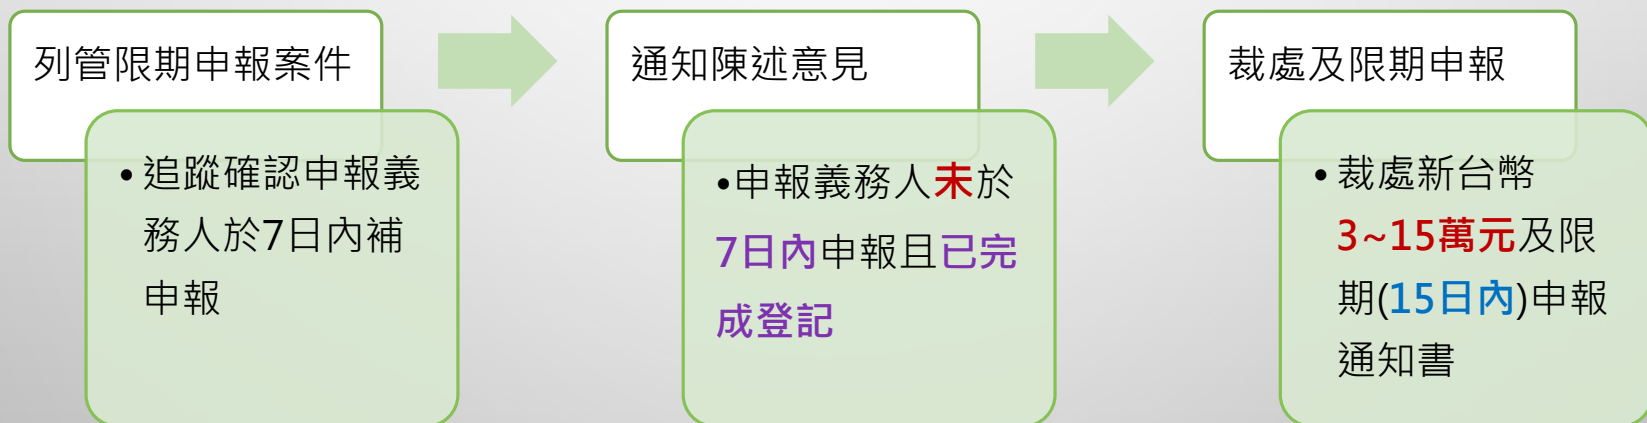 列管限期申報案件
•追蹤確認申報義
務人於7日內補
申報
通知陳述意見
•申報義務人未於
7日內申報且已完
成登記
裁處及限期申報
•裁處新台幣
3~15萬元及限
期(15日內)申報
通知書